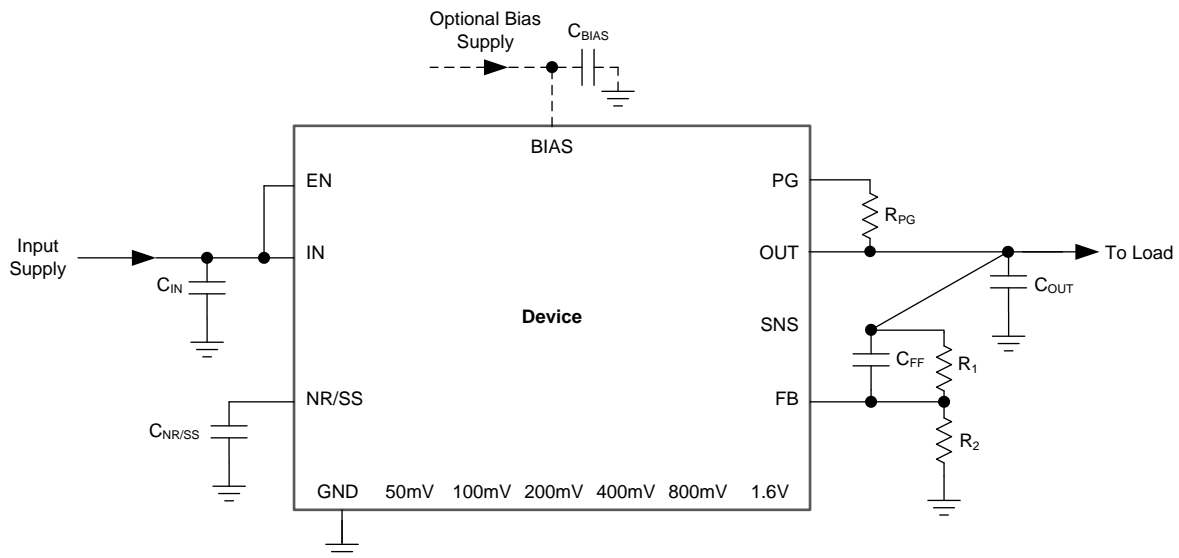 Optional Bias
Supply
CBIAS
BIAS
EN
PG
RPG
Input
Supply
IN
OUT
To Load
CIN
COUT
Device
SNS
CFF
R1
NR/SS
FB
CNR/SS
R2
GND 50mV 100mV 200mV 400mV 800mV 1.6V